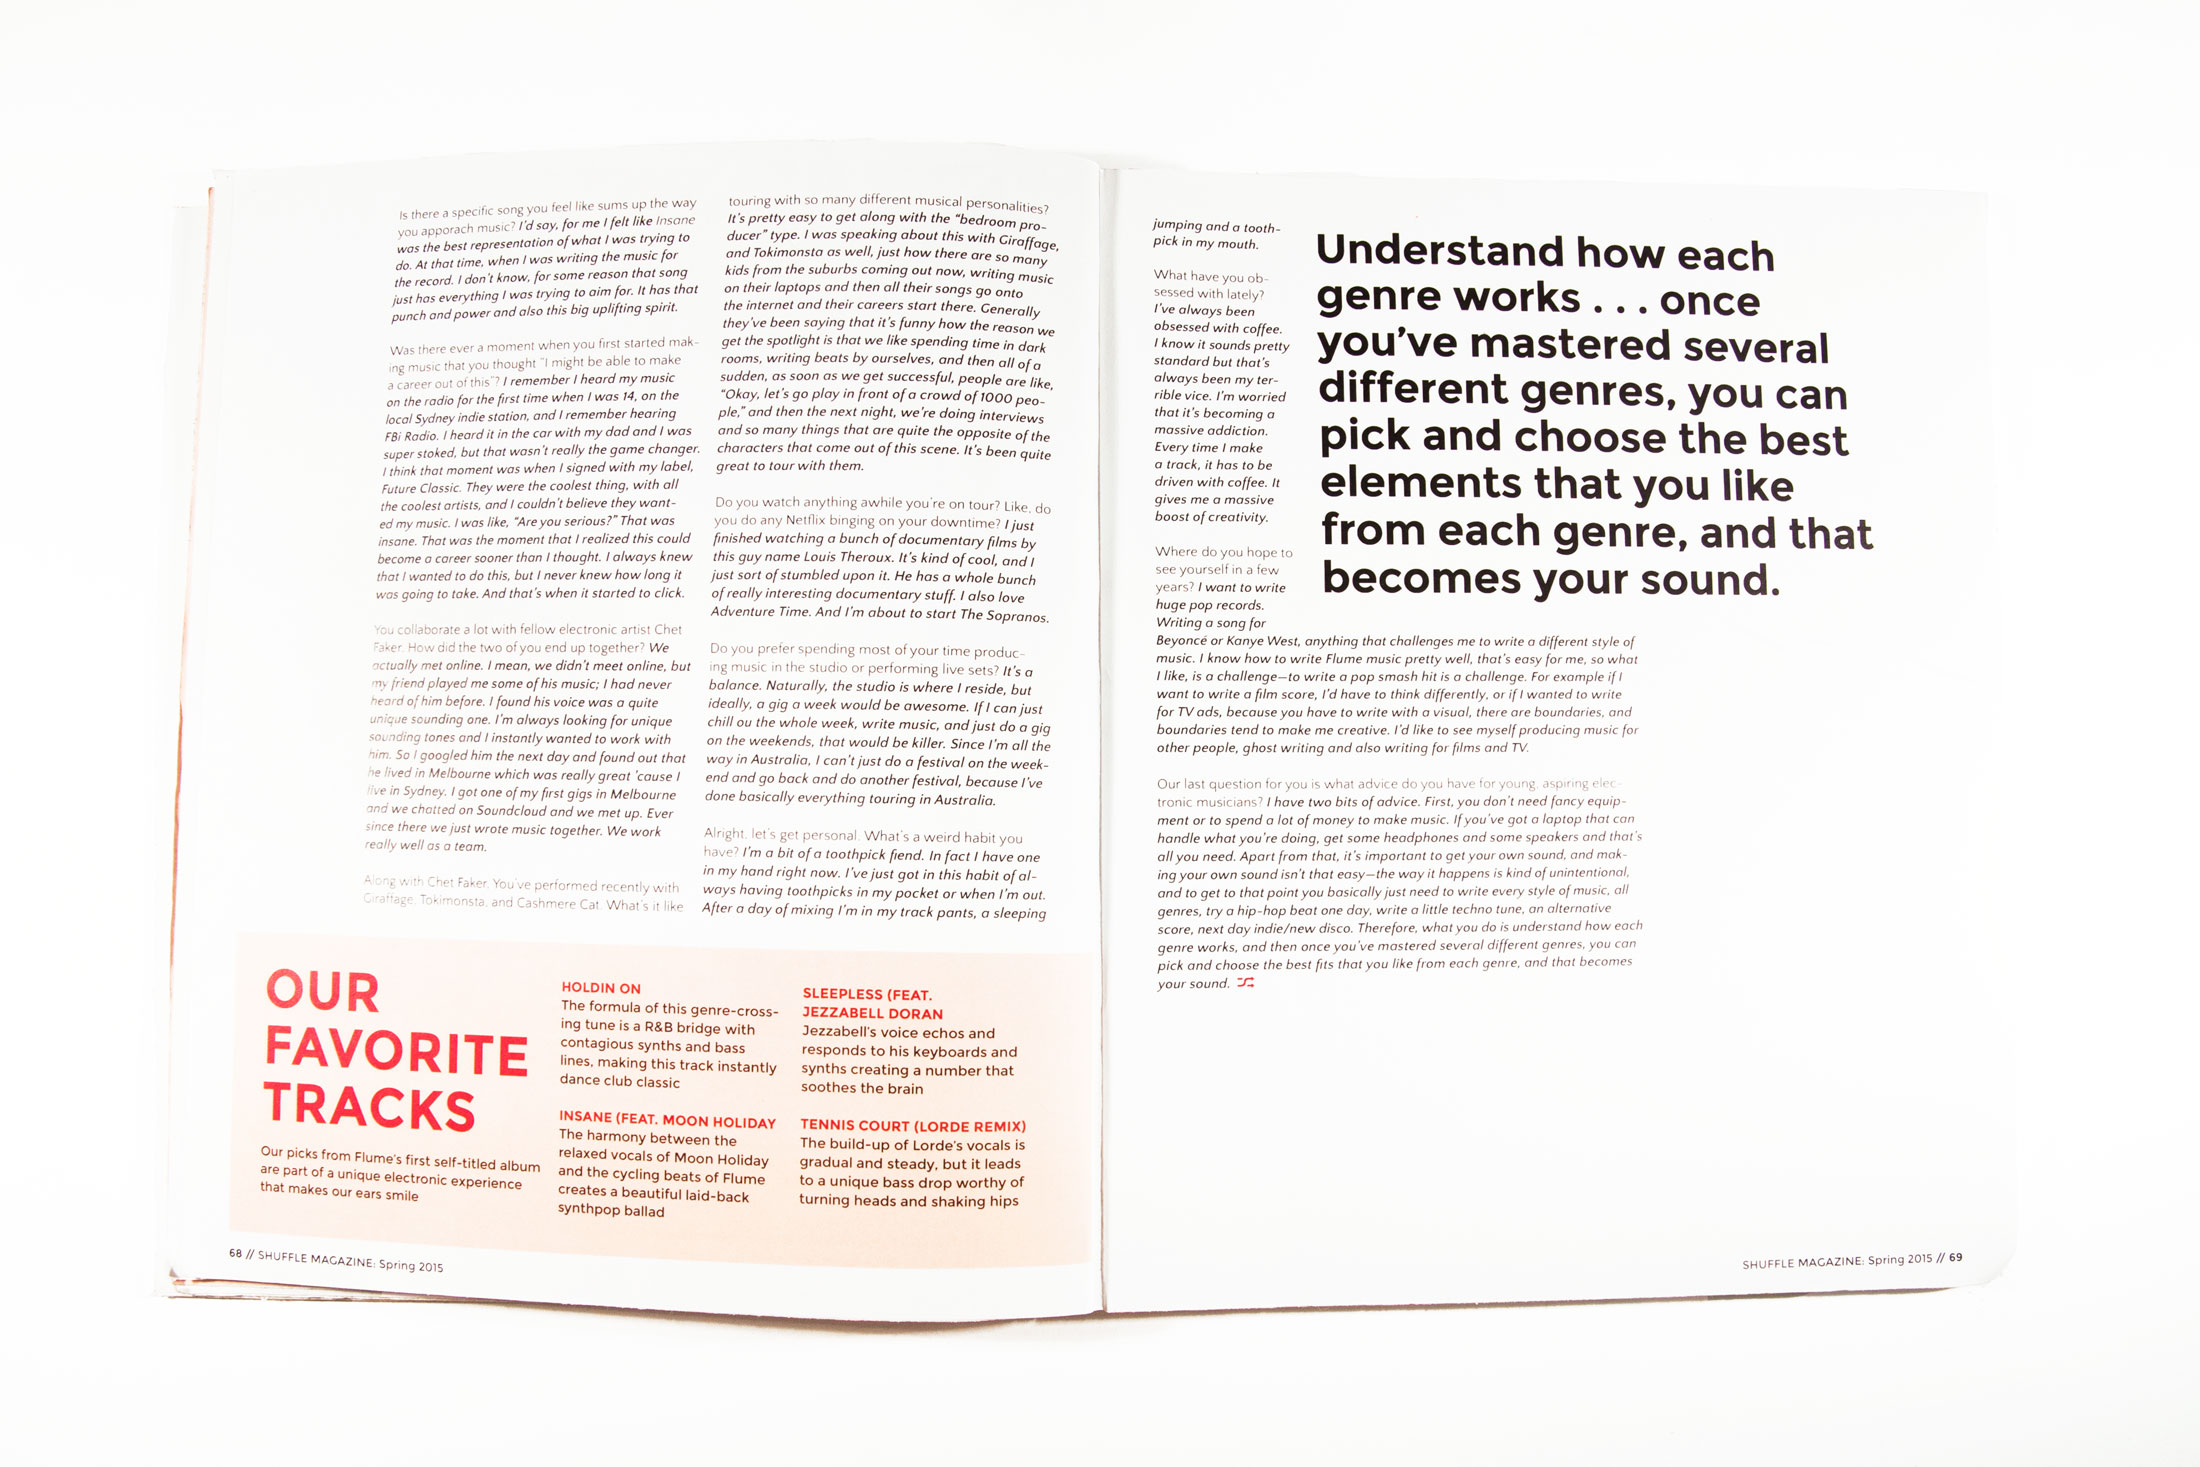 Is there a specific song you feel like sums up the way
you apporach music? I'd say, for me I felt like Insane
was the best representation of what I was trying to
do. At that time, when I was writing the music for
the record. I don't know, for some reason that song
just has everything I was trying to aim for. It has that
punch and power and also this big uplifting spirit.
Was there ever a moment when you first started mak-
ing music that you thought "I might be able to make
a career out of this"? I remember I heard my music
on the radio for the first time when I was 14, on the
local Sydney indie station, and I remember hearing
FBi Radio. I heard it in the car with my dad and I was
super stoked, but that wasn't really the game changer.
I think that moment was when I signed with my label,
Future Classic. They were the coolest thing, with all
the coolest artists, and I couldn't believe they want-
ed my music. I was like, "Are you serious?" That was
insane. That was the moment that I realized this could
become a career sooner than I thought. I always knew
that I wanted to do this, but I never knew how long it
was going to take. And that's when it started to click.
You collaborate a lot with fellow electronic artist Chet
Faker. How did the two of you end up together? We
actually met online. I mean, we didn't meet online, but
my friend played me some of his music; I had never
heard of him before. I found his voice was a quite
unique sounding one. I'm always looking for unique
sounding tones and I instantly wanted to work with
him. So I googled him the next day and found out that
he lived in Melbourne which was really great 'cause I
live in Sydney. I got one of my first gigs in Melbourne
and we chatted on Soundcloud and we met up. Ever
since there we just wrote music together. We work
really well as a team.
Along with Chet Faker, You've performed recently with
Giraffage, Tokimonsta, and Cashmere Cat. What's it like
touring with so many different musical personalities?
It's pretty easy to get along with the "bedroom pro-
ducer" type. I was speaking about this with Giraffage,
and Tokimonsta as well, just how there are so many
kids from the suburbs coming out now, writing music
on their laptops and then all their songs go onto
the internet and their careers start there. Generally
they've been saying that it's funny how the reason we
get the spotlight is that we like spending time in dark
rooms, writing beats by ourselves, and then all of a
sudden, as soon as we get successful, people are like,
"Okay, let's go play in front of a crowd of 1000 peo-
ple," and then the next night, we're doing interviews
and so many things that are quite the opposite of the
characters that come out of this scene. It's been quite
great to tour with them.
Do you watch anything awhile you're on tour? Like, do
you do any Netflix binging on your downtime? I just
finished watching a bunch of documentary films by
this guy name Louis Theroux. It's kind of cool, and I
just sort of stumbled upon it. He has a whole bunch
of really interesting documentary stuff. I also love
Adventure Time. And I'm about to start The Sopranos.
Do you prefer spending most of your time produc-
ing music in the studio or performing live sets? It's a
balance. Naturally, the studio is where I reside, but
ideally, a gig a week would be awesome. If I can just
chill ou the whole week, write music, and just do a gig
on the weekends, that would be killer. Since I'm all the
way in Australia, I can't just do a festival on the week-
end and go back and do another festival, because I've
done basically everything touring in Australia.
Alright, let's get personal. What's a weird habit you
have? I'm a bit of a toothpick fiend. In fact I have one
in my hand right now. I've just got in this habit of al-
ways having toothpicks in my pocket or when I'm out.
After a day of mixing I'm in my track pants, a sleeping
OUR
FAVORITE
TRACKS
Our picks from Flume's first self-titled album
are part of a unique electronic experience
that makes our ears smile
HOLDIN ON
The formula of this genre-cross-
ing tune is a R&B bridge with
contagious synths and bass
lines, making this track instantly
dance club classic
INSANE (FEAT. MOON HOLIDAY
The harmony between the
relaxed vocals of Moon Holiday
and the cycling beats of Flume
creates a beautiful laid-back
synthpop ballad
SLEEPLESS (FEAT.
JEZZABELL DORAN
Jezzabell's voice echos and
responds to his keyboards and
synths creating a number that
soothes the brain
TENNIS COURT (LORDE REMIX)
The build-up of Lorde's vocals is
gradual and steady, but it leads
to a unique bass drop worthy of
turning heads and shaking hips
68 // SHUFFLE MAGAZINE: Spring 2015
jumping and a tooth-
pick in my mouth.
What have you ob-
sessed with lately?
I've always been
obsessed with coffee.
I know it sounds pretty
standard but that's
always been my ter-
rible vice. I'm worried
that it's becoming a
massive addiction.
Every time I make
a track, it has to be
driven with coffee. It
gives me a massive
boost of creativity.
Where do you hope to
see yourself in a few
years? I want to write
huge pop records.
Writing a song for
Beyoncé or Kanye West, anything that challenges me to write a different style of
music. I know how to write Flume music pretty well, that's easy for me, so what
I like, is a challenge—to write a pop smash hit is a challenge. For example if I
want to write a film score, I'd have to think differently, or if I wanted to write
for TV ads, because you have to write with a visual, there are boundaries, and
boundaries tend to make me creative. I'd like to see myself producing music for
other people, ghost writing and also writing for films and TV.
Our last question for you is what advice do you have for young, aspiring elec-
tronic musicians? I have two bits of advice. First, you don't need fancy equip-
ment or to spend a lot of money to make music. If you've got a laptop that can
handle what you're doing, get some headphones and some speakers and that's
all you need. Apart from that, it's important to get your own sound, and mak-
ing your own sound isn't that easy—the way it happens is kind of unintentional,
and to get to that point you basically just need to write every style of music, all
genres, try a hip-hop beat one day, write a little techno tune, an alternative
score, next day indie/new disco. Therefore, what you do is understand how each
genre works, and then once you've mastered several different genres, you can
pick and choose the best fits that you like from each genre, and that becomes
your sound.
Understand how each
genre works . . . once
you've mastered several
different genres, you can
pick and choose the best
elements that you like
from each genre, and that
becomes your sound.
SHUFFLE MAGAZINE: Spring 2015 // 69